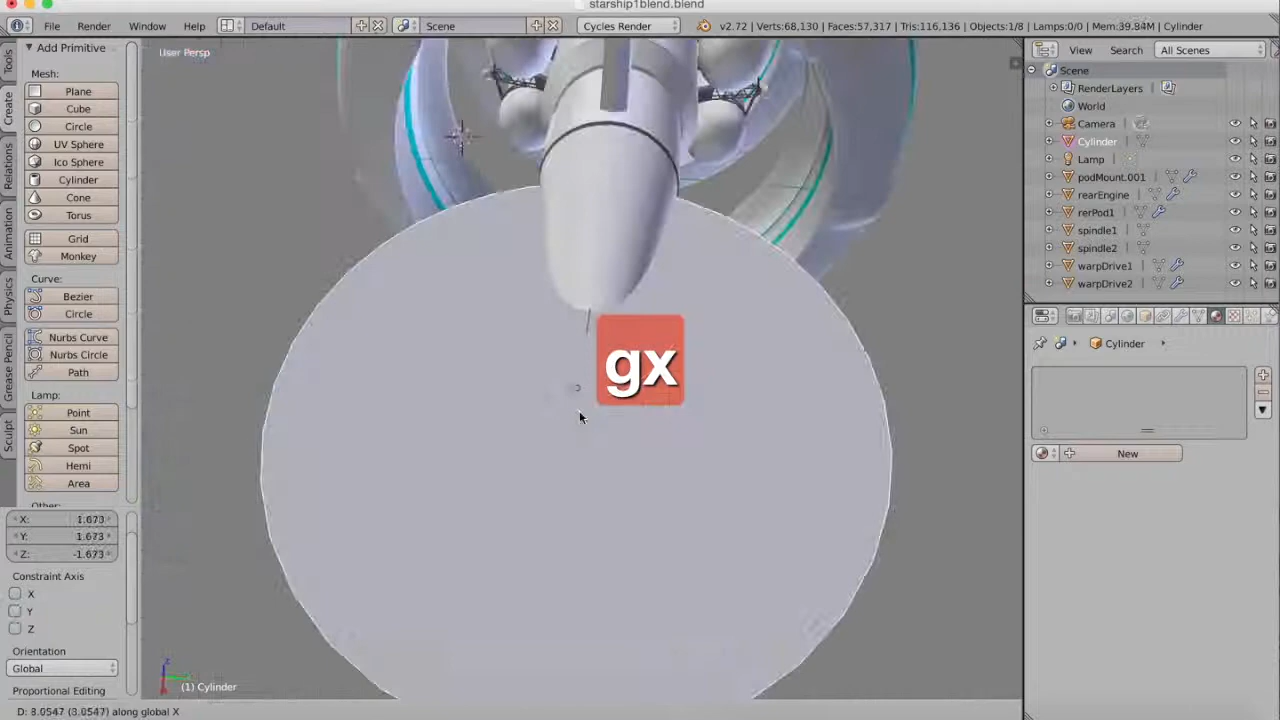 starship1blend.blend
File Render Window Help Default Scene Cycles Render v2.72 | Verts:68,130 | Faces:57,317 | Tris:116,136 | Objects:1/8 | Lamps:0/0 | Mem:39.84M | Cylinder
Add Primitive
User Persp
View Search All Scenes
Tools
Create
Relations
Animation
Physics
Grease Pencil
Sculpt
Mesh:
Plane
Cube
Circle
UV Sphere
Ico Sphere
Cylinder
Cone
Torus
Grid
Monkey
Curve:
Bezier
Circle
Nurbs Curve
Nurbs Circle
Path
Lamp:
Point
Sun
Spot
Hemi
Area
Other:
X: 1.673
Y: 1.673
Z: -1.673
Constraint Axis
X
Y
Z
Orientation
Global
Proportional Editing
gx
(1) Cylinder
D: 8.0547 (8.0547) along global X
Scene
RenderLayers
World
Camera
Cylinder
Lamp
podMount.001
rearEngine
rerPod1
spindle1
spindle2
warpDrive1
warpDrive2
Cylinder
New